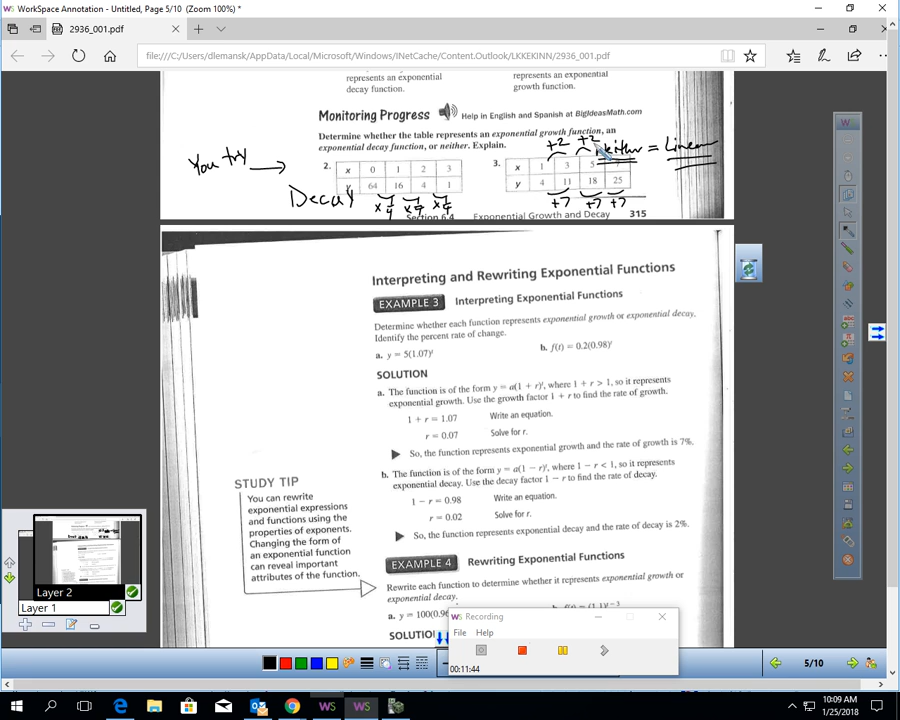 WorkSpace Annotation - Untitled, Page 5/10 (Zoom 100%) *
2936_001.pdf
file:///C:/Users/dlemansk/AppData/Local/Microsoft/Windows/INetCache/Content.Outlook/LKKEKINN/2936_001.pdf
represents an exponential
decay function.
represents an exponential
growth function.
Monitoring Progress
Help in English and Spanish at BigIdeasMath.com
Determine whether the table represents an exponential growth function, an
exponential decay function, or neither. Explain.
+2 +2
Neither = Linear
You try
2.
x 0 1 2 3
y 64 16 4 1
Decay
x 1/4 x 1/4 x 1/4
3.
x 1 3 5
y 4 11 18 25
+7 +7 +7
Section 6.4 Exponential Growth and Decay 315
Interpreting and Rewriting Exponential Functions
EXAMPLE 3 Interpreting Exponential Functions
Determine whether each function represents exponential growth or exponential decay.
Identify the percent rate of change.
a. y = 5(1.07)ᵗ
b. f(t) = 0.2(0.98)ᵗ
SOLUTION
a. The function is of the form y = a(1 + r)ᵗ, where 1 + r > 1, so it represents
exponential growth. Use the growth factor 1 + r to find the rate of growth.
1 + r = 1.07 Write an equation.
r = 0.07 Solve for r.
So, the function represents exponential growth and the rate of growth is 7%.
b. The function is of the form y = a(1 − r)ᵗ, where 1 − r < 1, so it represents
exponential decay. Use the decay factor 1 − r to find the rate of decay.
1 − r = 0.98 Write an equation.
r = 0.02 Solve for r.
So, the function represents exponential decay and the rate of decay is 2%.
STUDY TIP
You can rewrite
exponential expressions
and functions using the
properties of exponents.
Changing the form of
an exponential function
can reveal important
attributes of the function.
EXAMPLE 4 Rewriting Exponential Functions
Rewrite each function to determine whether it represents exponential growth or
exponential decay.
a. y = 100(0.96
b. f(t) = (1.1)ᵗ⁻³
SOLUTIO
Layer 2
Layer 1
Recording
File Help
00:11:44
5/10
10:09 AM
1/25/2018